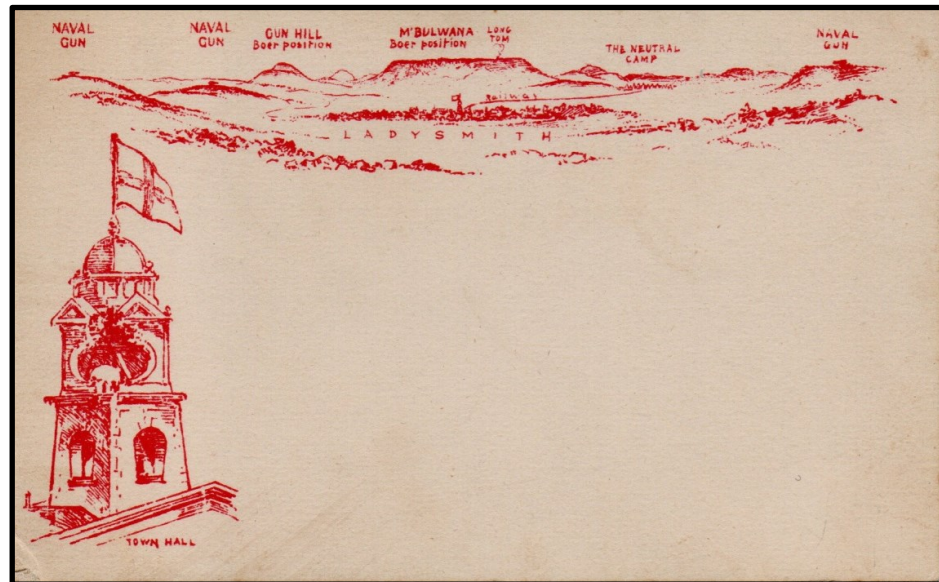 NAVAL
GUN
NAVAL
GUN
GUN HILL
Boer position
M'BULWANA
Boer position
LONG
TOM
THE NEUTRAL
CAMP
NAVAL
GUN
LADYSMITH
TOWN HALL